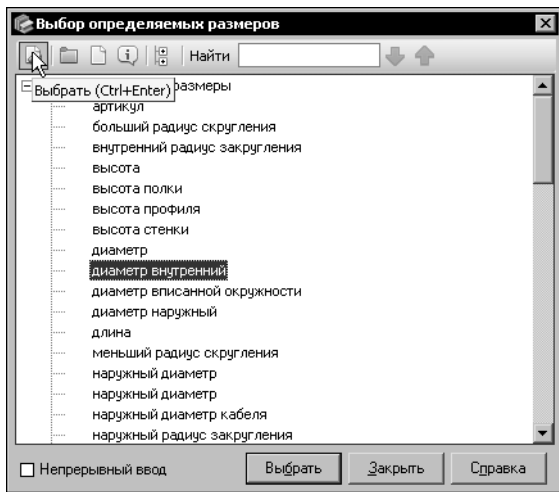 Выбор определяемых размеров
Найти
размеры
Выбрать (Ctrl+Enter)
артикул
больший радиус скругления
внутренний радиус закругления
высота
высота полки
высота профиля
высота стенки
диаметр
диаметр внутренний
диаметр вписанной окружности
диаметр наружный
длина
меньший радиус скругления
наружный диаметр
наружный диаметр
наружный диаметр кабеля
наружный радиус закругления
Непрерывный ввод
Выбрать
Закрыть
Справка